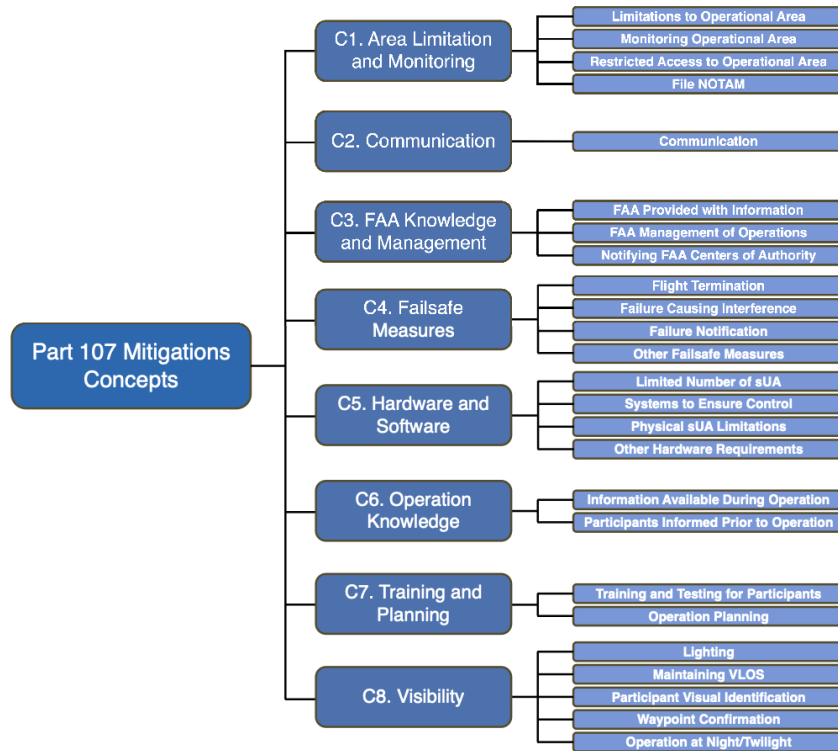 Part 107 Mitigations
Concepts
C1. Area Limitation
and Monitoring
Limitations to Operational Area
Monitoring Operational Area
Restricted Access to Operational Area
File NOTAM
C2. Communication
Communication
C3. FAA Knowledge
and Management
FAA Provided with Information
FAA Management of Operations
Notifying FAA Centers of Authority
C4. Failsafe
Measures
Flight Termination
Failure Causing Interference
Failure Notification
Other Failsafe Measures
C5. Hardware and
Software
Limited Number of sUA
Systems to Ensure Control
Physical sUA Limitations
Other Hardware Requirements
C6. Operation
Knowledge
Information Available During Operation
Participants Informed Prior to Operation
C7. Training and
Planning
Training and Testing for Participants
Operation Planning
C8. Visibility
Lighting
Maintaining VLOS
Participant Visual Identification
Waypoint Confirmation
Operation at Night/Twilight